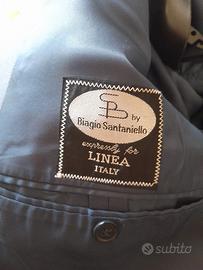 SB by
Biagio Santaniello
expressly for
LINEA
ITALY
subito